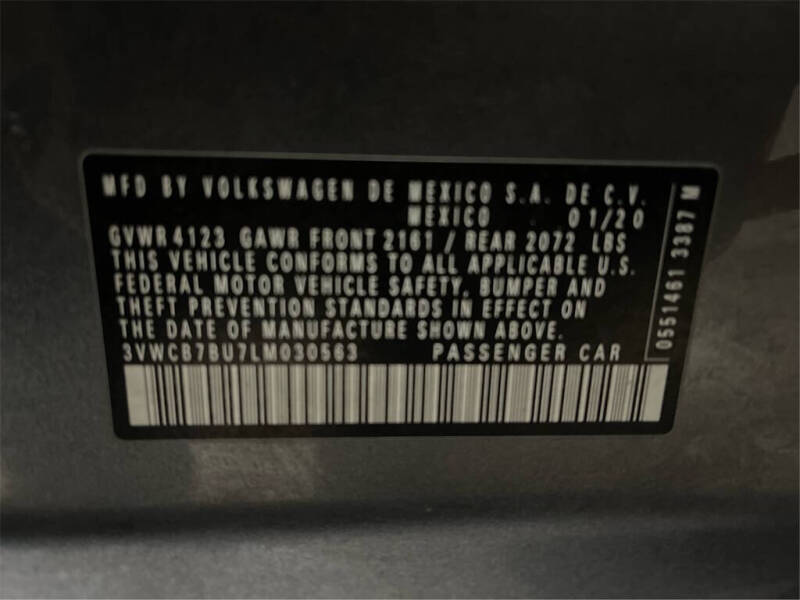 MFD BY VOLKSWAGEN DE MEXICO S.A. DE C.V.
MEXICO 01/20
GVWR 4123 GAWR FRONT 2161 / REAR 2072 LBS
THIS VEHICLE CONFORMS TO ALL APPLICABLE U.S.
FEDERAL MOTOR VEHICLE SAFETY, BUMPER AND
THEFT PREVENTION STANDARDS IN EFFECT ON
THE DATE OF MANUFACTURE SHOWN ABOVE.
3VWCB7BU7LM030563 PASSENGER CAR
0551461 3387 M